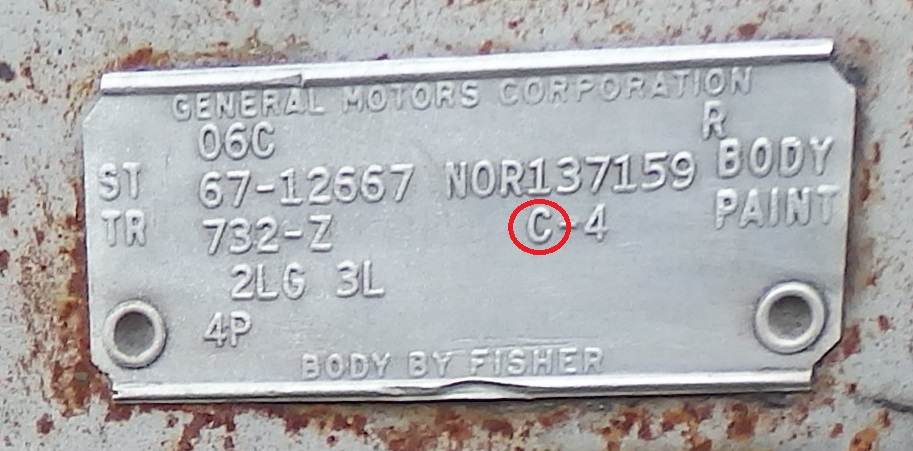 GENERAL MOTORS CORPORATION
06C R
ST 67-12667 NOR137159 BODY
TR 732-Z C-4 PAINT
2LG 3L
4P
BODY BY FISHER